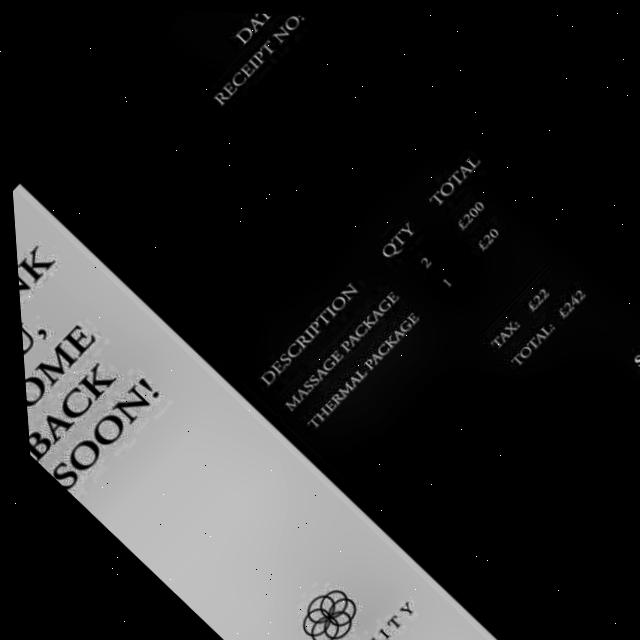 RECEIPT NO.
DESCRIPTION QTY TOTAL
MASSAGE PACKAGE 2 £200
THERMAL PACKAGE 1 £20
TAX: £22
TOTAL: £242
BACK
SOON!